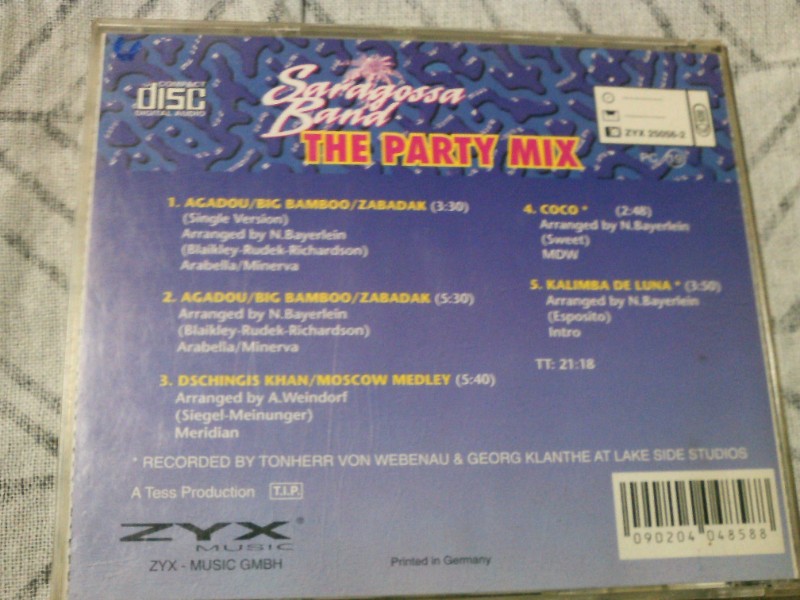 COMPACT
disc
DIGITAL AUDIO
Saragossa
Band
THE PARTY MIX
ZYX 25056-2
1. AGADOU/BIG BAMBOO/ZABADAK (3:30)
(Single Version)
Arranged by N.Bayerlein
(Blaikley-Rudek-Richardson)
Arabella/Minerva
2. AGADOU/BIG BAMBOO/ZABADAK (5:30)
Arranged by N.Bayerlein
(Blaikley-Rudek-Richardson)
Arabella/Minerva
3. DSCHINGIS KHAN/MOSCOW MEDLEY (5:40)
Arranged by A.Weindorf
(Siegel-Meinunger)
Meridian
4. COCO * (2:48)
Arranged by N.Bayerlein
(Sweet)
MDW
5. KALIMBA DE LUNA * (3:50)
Arranged by N.Bayerlein
(Esposito)
Intro
TT: 21:18
* RECORDED BY TONHERR VON WEBENAU & GEORG KLANTHE AT LAKE SIDE STUDIOS
A Tess Production T.I.P.
ZYX®
MUSIC
ZYX - MUSIC GMBH
Printed in Germany
090204 048588